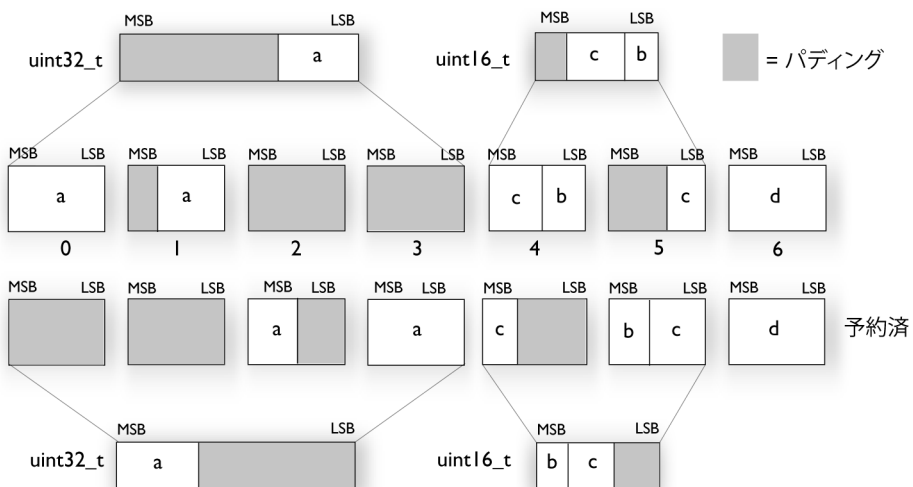 MSB LSB MSB LSB
uint32_t a uint16_t c b = パディング
MSB LSB MSB LSB MSB LSB MSB LSB MSB LSB MSB LSB MSB LSB
a a c b c d
0 1 2 3 4 5 6
MSB LSB MSB LSB MSB LSB MSB LSB MSB LSB MSB LSB MSB LSB
a a c b c d 予約済
MSB LSB MSB LSB
uint32_t a uint16_t b c